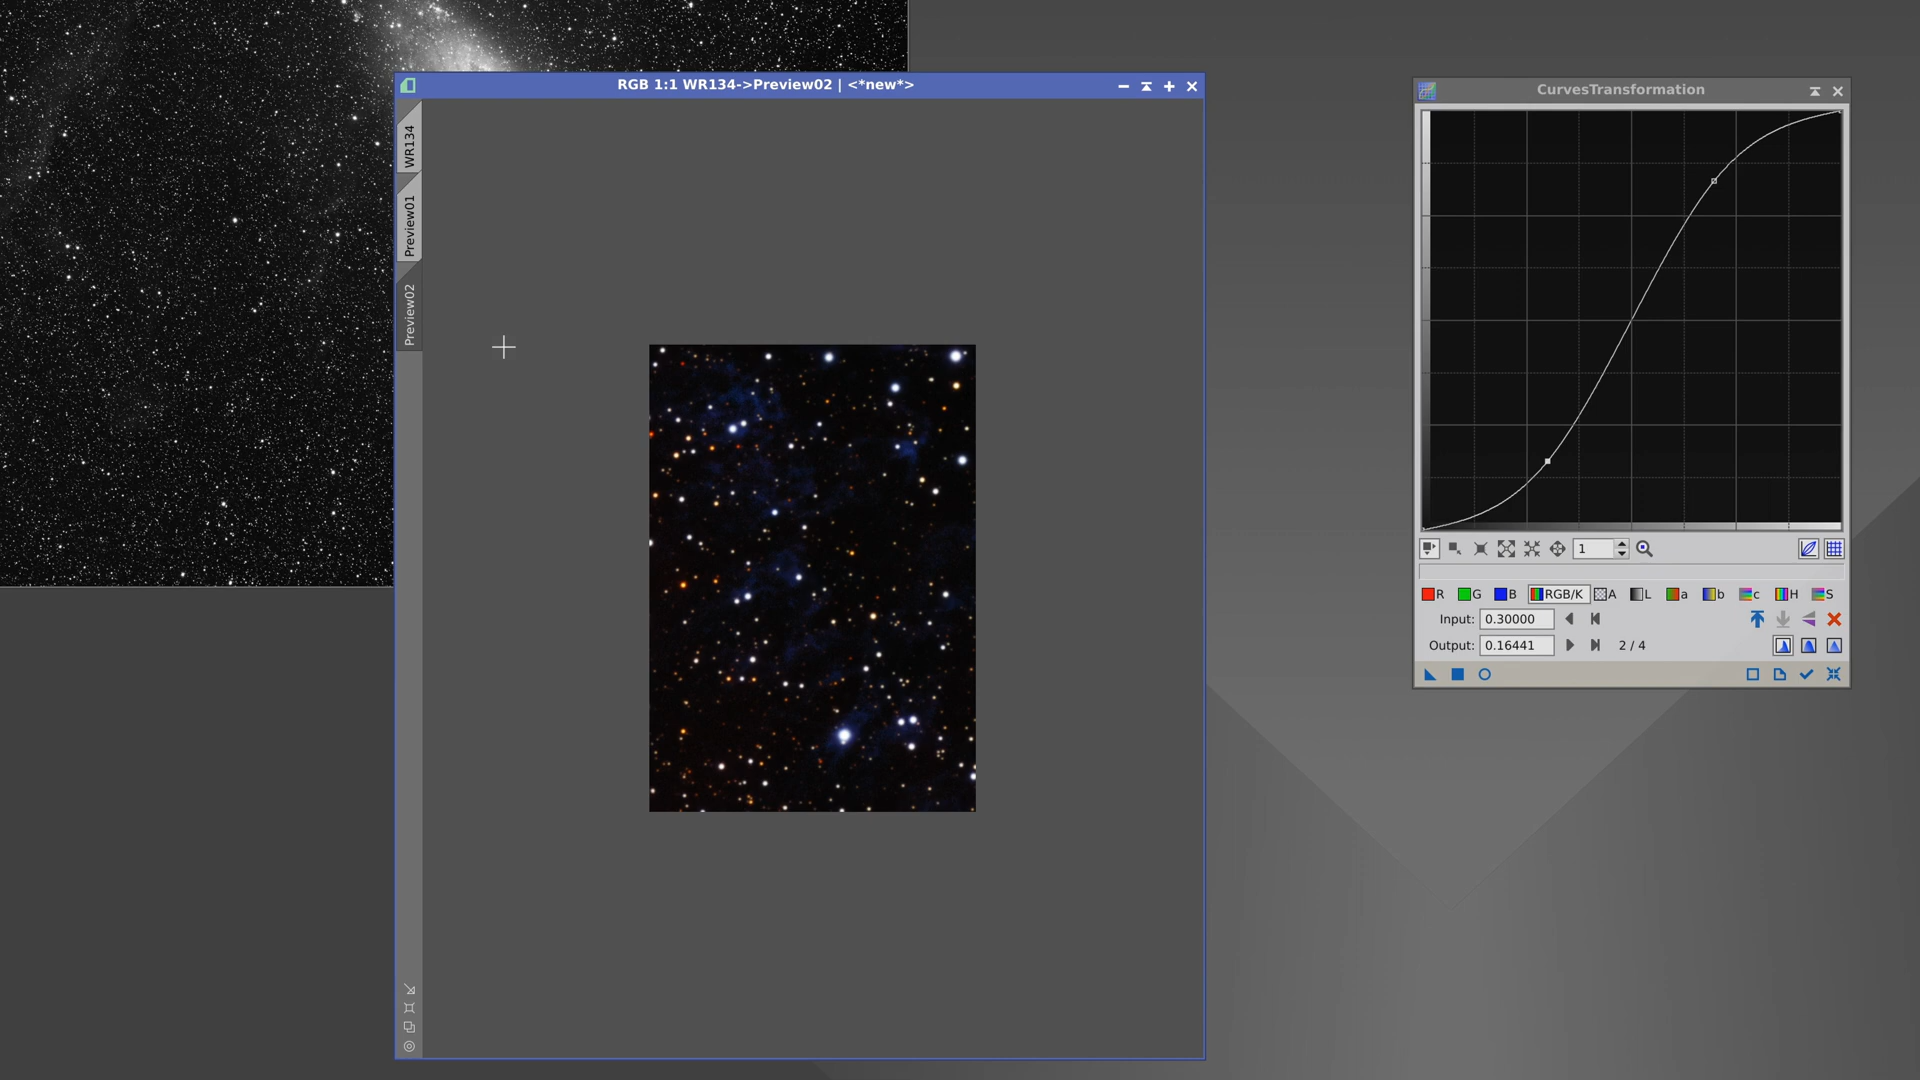 RGB 1:1 WR134->Preview02 | <*new*>
WR134
Preview01
Preview02
CurvesTransformation
1
R G B RGB/K A L a b c H S
Input: 0.30000
Output: 0.16441 2 / 4